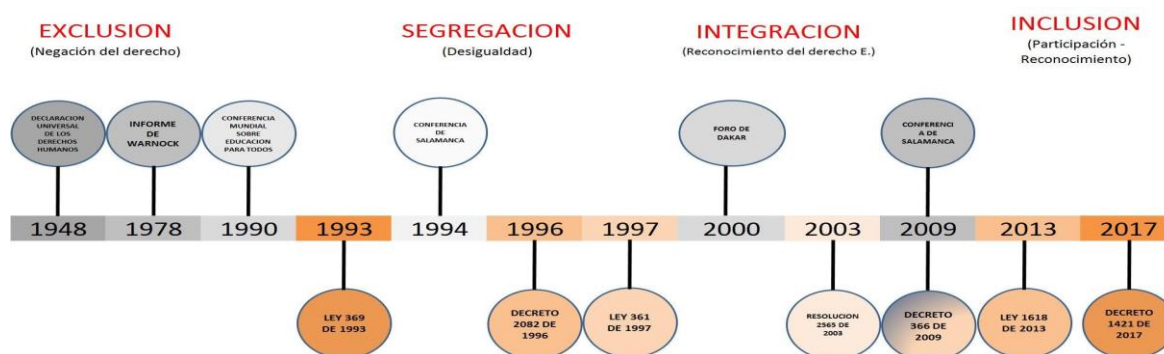 EXCLUSION
(Negación del derecho)
SEGREGACION
(Desigualdad)
INTEGRACION
(Reconocimiento del derecho E.)
INCLUSION
(Participación -
Reconocimiento)
DECLARACION
UNIVERSAL
DE LOS
DERECHOS
HUMANOS
INFORME
DE
WARNOCK
CONFERENCIA
MUNDIAL
SOBRE
EDUCACION
PARA TODOS
CONFERENCIA
DE
SALAMANCA
FORO DE
DAKAR
CONFERENCI
A DE
SALAMANCA
1948 1978 1990 1993 1994 1996 1997 2000 2003 2009 2013 2017
LEY 369
DE 1993
DECRETO
2082 DE
1996
LEY 361
DE 1997
RESOLUCION
2565 DE
2003
DECRETO
366 DE
2009
LEY 1618
DE 2013
DECRETO
1421 DE
2017